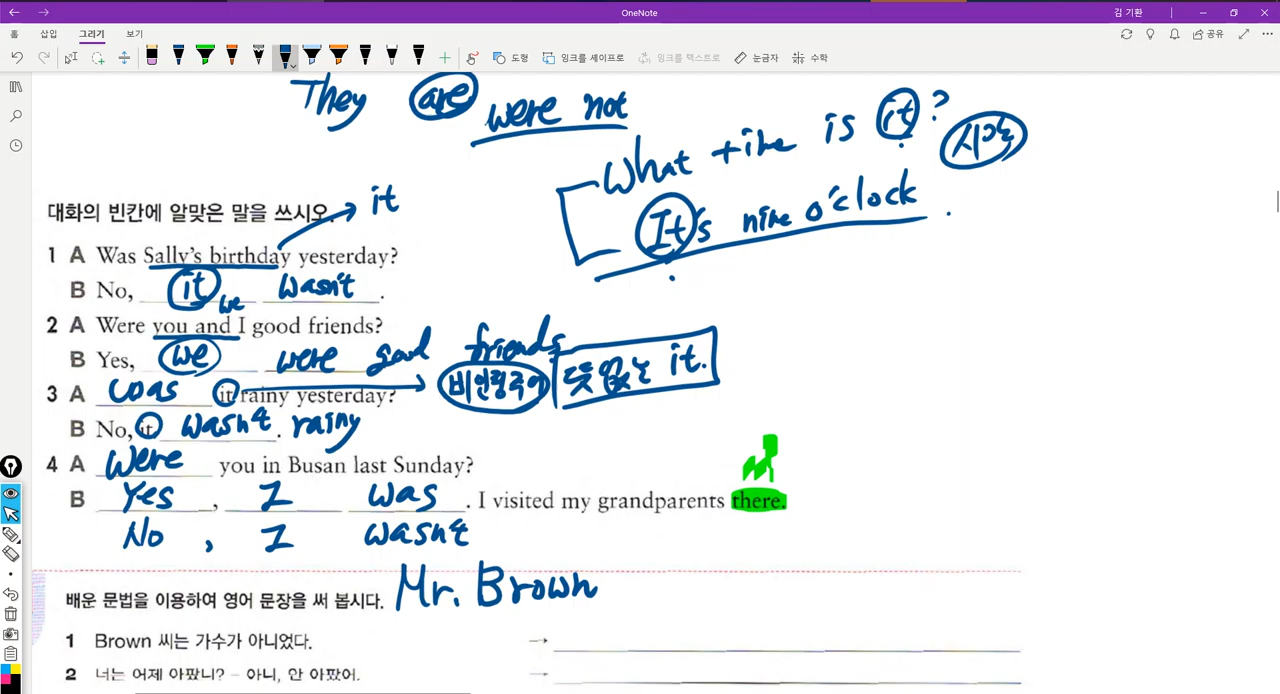 OneNote
김 기환
홈 삽입 그리기 보기
공유
도형 잉크를 셰이프로 잉크를 텍스트로 눈금자 수학
They are were not
What time is it? 시간
It's nine o'clock.
대화의 빈칸에 알맞은 말을 쓰시오. it
1 A Was Sally's birthday yesterday?
B No, it wasn't.
we
2 A Were you and I good friends?
B Yes, we were good friends
비인칭주어 뜻없는 it.
3 A was it rainy yesterday?
B No, it wasn't. rainy
4 A Were you in Busan last Sunday?
B Yes, I was. I visited my grandparents there.
No, I wasn't
Mr. Brown
배운 문법을 이용하여 영어 문장을 써 봅시다.
1 Brown 씨는 가수가 아니었다. →
2 너는 어제 아팠니? – 아니, 안 아팠어. →